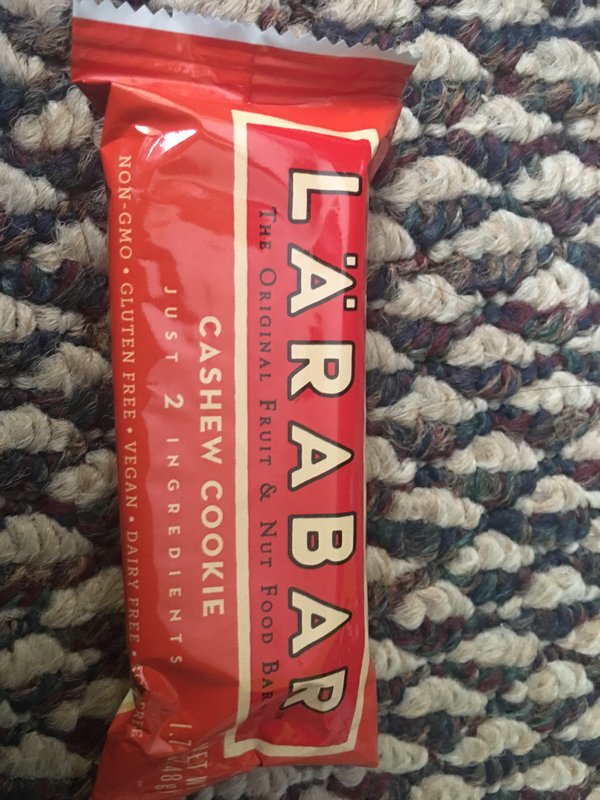 LÄRABAR
THE ORIGINAL FRUIT & NUT FOOD BAR
CASHEW COOKIE
JUST 2 INGREDIENTS
NON-GMO • GLUTEN FREE • VEGAN • DAIRY FREE •